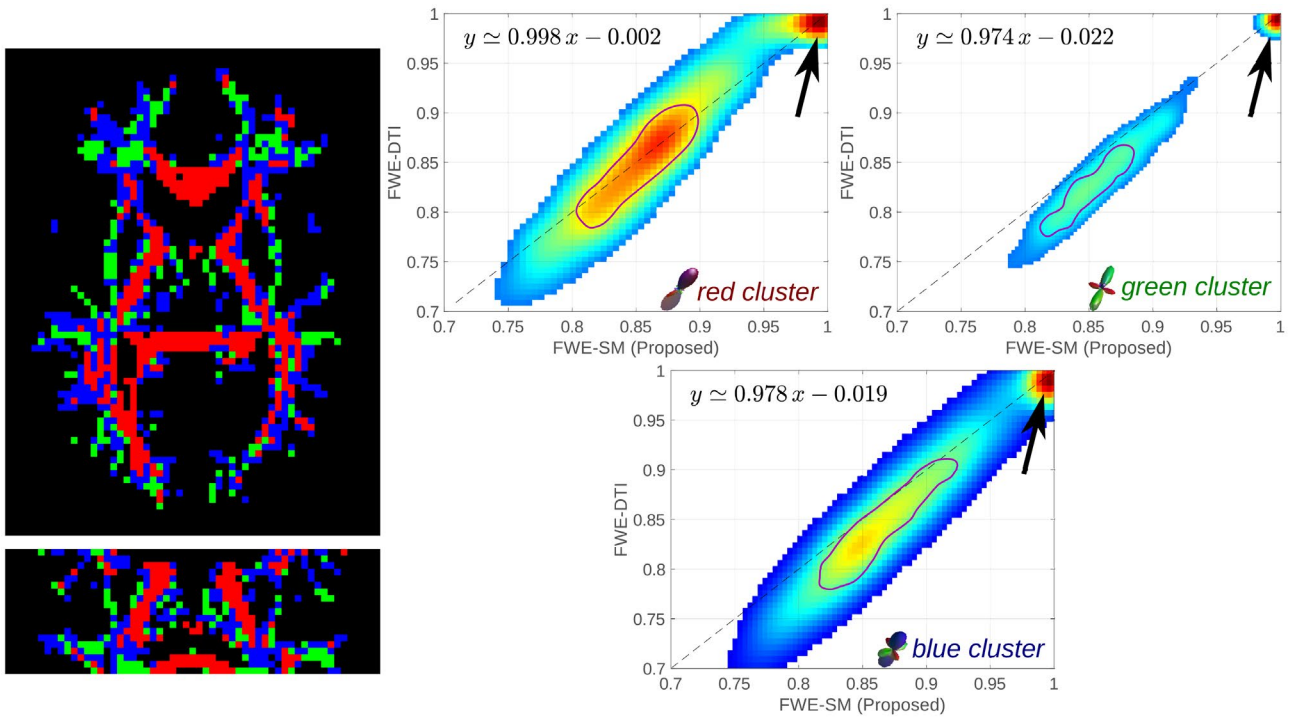 y ≃ 0.998 x − 0.002
1
0.95
0.9
0.85
0.8
0.75
0.7
FWE-DTI
red cluster
0.7 0.75 0.8 0.85 0.9 0.95 1
FWE-SM (Proposed)
y ≃ 0.974 x − 0.022
1
0.95
0.9
0.85
0.8
0.75
0.7
FWE-DTI
green cluster
0.7 0.75 0.8 0.85 0.9 0.95 1
FWE-SM (Proposed)
y ≃ 0.978 x − 0.019
1
0.95
0.9
0.85
0.8
0.75
0.7
FWE-DTI
blue cluster
0.7 0.75 0.8 0.85 0.9 0.95 1
FWE-SM (Proposed)